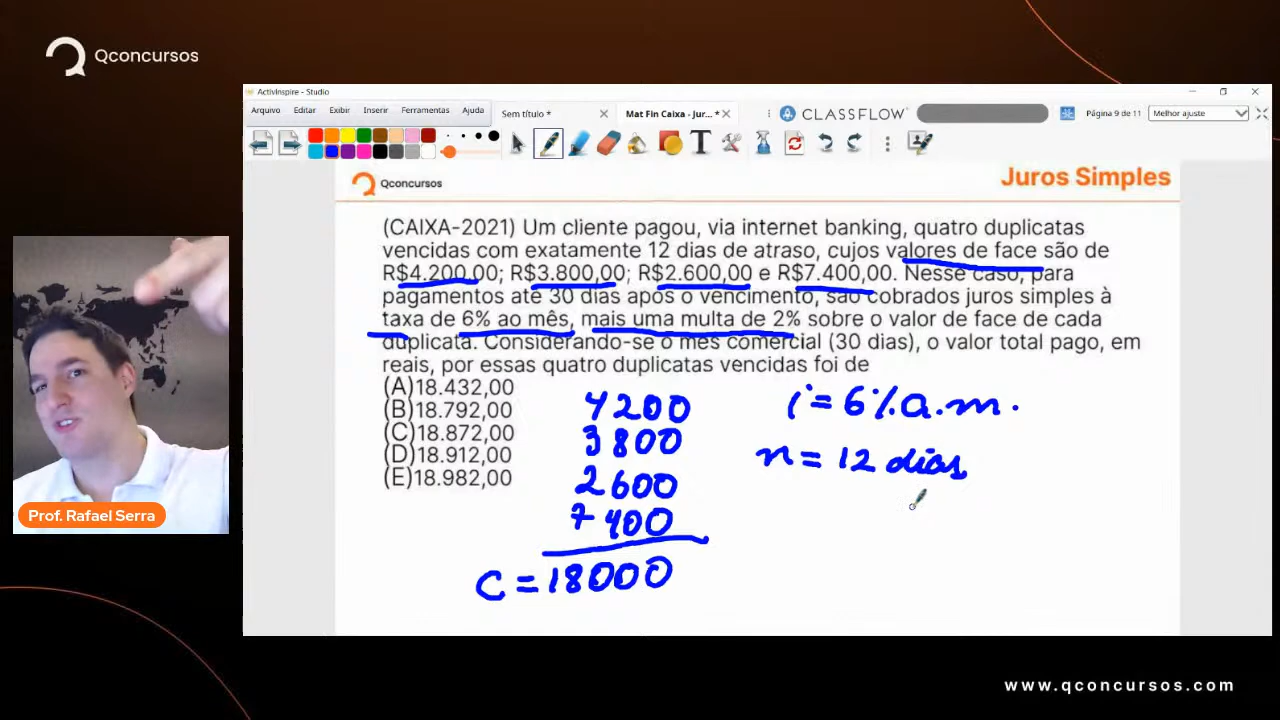 Qconcursos
ActivInspire - Studio
Arquivo Editar Exibir Inserir Ferramentas Ajuda
Sem título *
Mat Fin Caixa - Jur... *
CLASSFLOW
Página 9 de 11
Melhor ajuste
Qconcursos
Juros Simples
(CAIXA-2021) Um cliente pagou, via internet banking, quatro duplicatas
vencidas com exatamente 12 dias de atraso, cujos valores de face são de
R$4.200,00; R$3.800,00; R$2.600,00 e R$7.400,00. Nesse caso, para
pagamentos até 30 dias após o vencimento, são cobrados juros simples à
taxa de 6% ao mês, mais uma multa de 2% sobre o valor de face de cada
duplicata. Considerando-se o mês comercial (30 dias), o valor total pago, em
reais, por essas quatro duplicatas vencidas foi de
(A)18.432,00
(B)18.792,00
(C)18.872,00
(D)18.912,00
(E)18.982,00
4200
3800
2600
7400
C = 18000
i = 6% a.m.
n = 12 dias
Prof. Rafael Serra
www.qconcursos.com